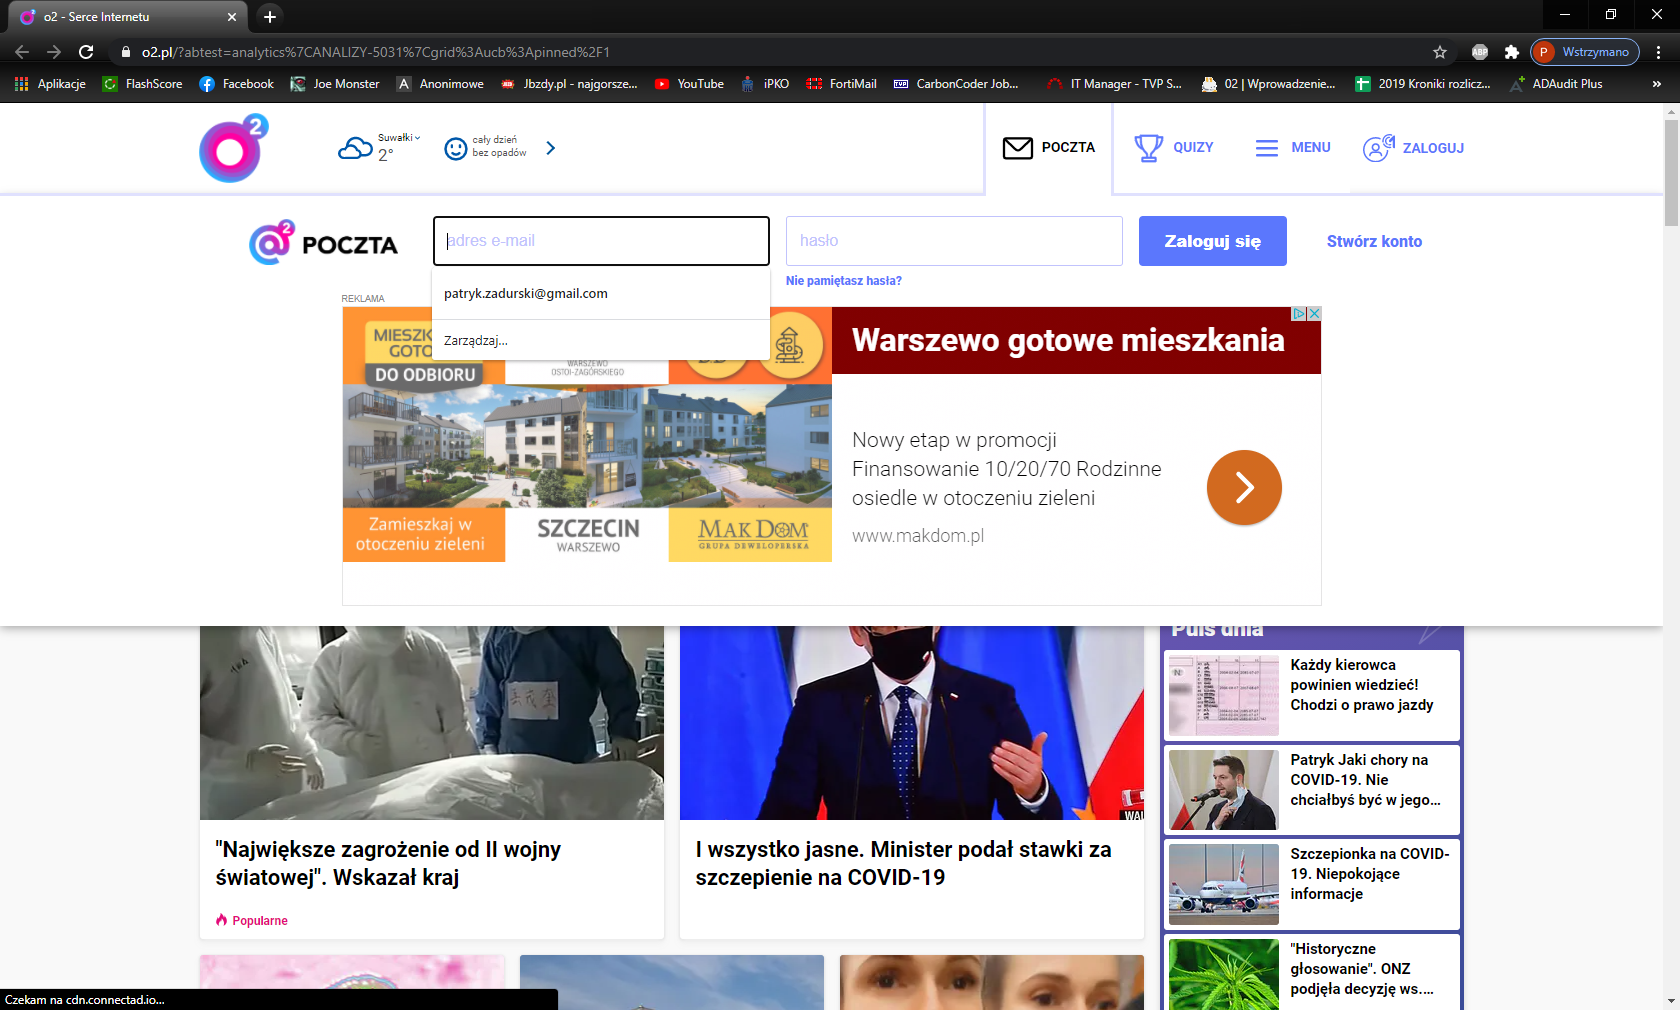 o2 - Serce Internetu
o2.pl/?abtest=analytics%7CANALIZY-5031%7Cgrid%3Aucb%3Apinned%2F1
ABP
P Wstrzymano
Aplikacje FlashScore Facebook Joe Monster Anonimowe Jbzdy.pl - najgorsze... YouTube iPKO FortiMail CarbonCoder Job... IT Manager - TVP S... 02 | Wprowadzenie... 2019 Kroniki rozlicz... ADAudit Plus »
2
Suwałki
2°
cały dzień
bez opadów
POCZTA
QUIZY
MENU
ZALOGUJ
@2 POCZTA
adres e-mail
hasło
Zaloguj się
Stwórz konto
Nie pamiętasz hasła?
patryk.zadurski@gmail.com
Zarządzaj...
REKLAMA
MIESZK
GOTO
DO ODBIORU
WARSZEWO
OSTOI-ZAGÓRSKIEGO
Zamieszkaj w
otoczeniu zieleni
SZCZECIN
WARSZEWO
MAK DOM
GRUPA DEWELOPERSKA
Warszewo gotowe mieszkania
Nowy etap w promocji
Finansowanie 10/20/70 Rodzinne
osiedle w otoczeniu zieleni
www.makdom.pl
"Największe zagrożenie od II wojny
światowej". Wskazał kraj
Popularne
I wszystko jasne. Minister podał stawki za
szczepienie na COVID-19
Puls dnia
Każdy kierowca
powinien wiedzieć!
Chodzi o prawo jazdy
Patryk Jaki chory na
COVID-19. Nie
chciałbyś być w jego...
Szczepionka na COVID-
19. Niepokojące
informacje
"Historyczne
głosowanie". ONZ
podjęła decyzję ws....
Czekam na cdn.connectad.io...